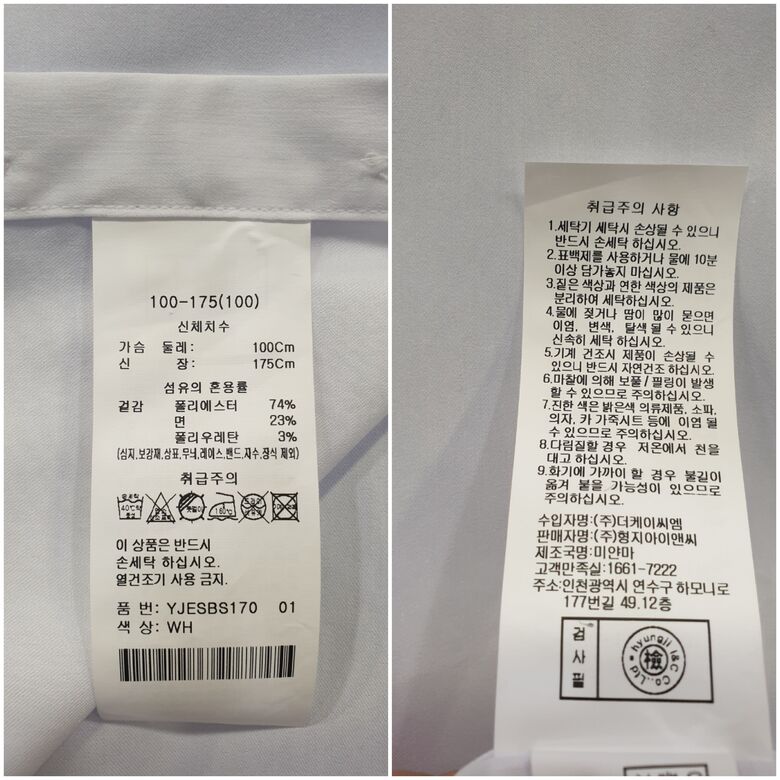 100-175(100)
신체치수
가슴 둘레: 100Cm
신 장: 175Cm
섬유의 혼용률
겉감 폴리에스터 74%
면 23%
폴리우레탄 3%
(심지,보강재,상표,무늬,레이스,밴드,자수,장식 제외)
취급주의
40℃
180℃
이 상품은 반드시
손세탁 하십시오.
열건조기 사용 금지.
품 번: YJESBS170 01
색 상: WH
취급주의 사항
1.세탁기 세탁시 손상될 수 있으니
반드시 손세탁 하십시오.
2.표백제를 사용하거나 물에 10분
이상 담가놓지 마십시오.
3.짙은 색상과 연한 색상의 제품은
분리하여 세탁하십시오.
4.물에 젖거나 땀이 많이 묻으면
이염, 변색, 탈색 될 수 있으니
신속히 세탁 하십시오.
5.기계 건조시 제품이 손상될 수
있으니 반드시 자연건조 하십시오.
6.마찰에 의해 보풀/필링이 발생
할 수 있으므로 주의하십시오.
7.진한 색은 밝은색 의류제품, 소파,
의자, 카 가죽시트 등에 이염 될
수 있으므로 주의하십시오.
8.다림질할 경우 저온에서 천을
대고 하십시오.
9.화기에 가까이 할 경우 불길이
옮겨 붙을 가능성이 있으므로
주의하십시오.
수입자명:(주)더케이씨엠
판매자명:(주)형지아이앤씨
제조국명:미얀마
고객만족실:1661-7222
주소:인천광역시 연수구 하모니로
177번길 49.12층
검사필
hyungji I&C Co.,Ltd
檢